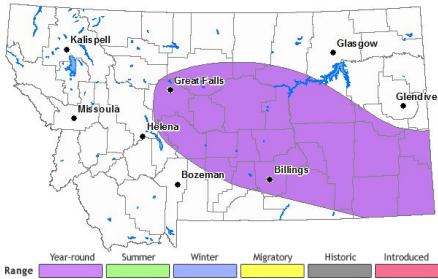 Kalispell
Glasgow
Great Falls
Glendive
Missoula
Helena
Billings
Bozeman
Year-round Summer Winter Migratory Historic Introduced
Range